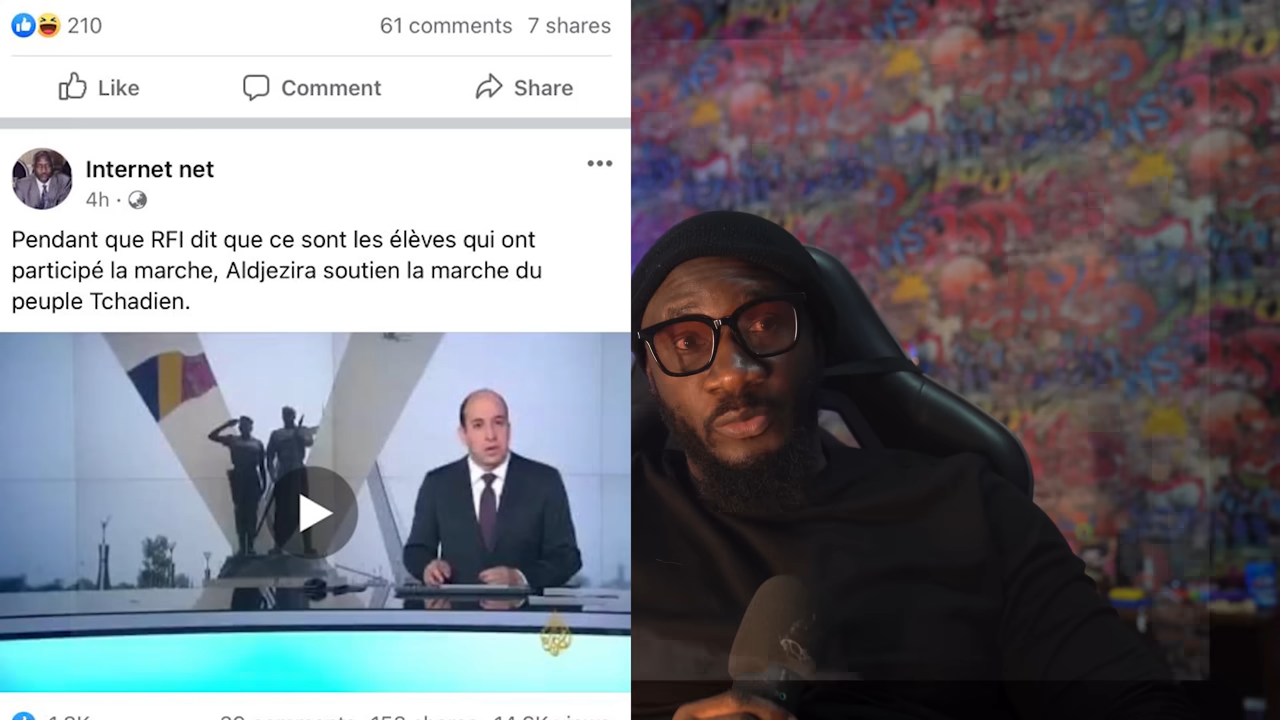 210
61 comments 7 shares
Like
Comment
Share
Internet net
4h ·
Pendant que RFI dit que ce sont les élèves qui ont
participé la marche, Aldjezira soutien la marche du
peuple Tchadien.